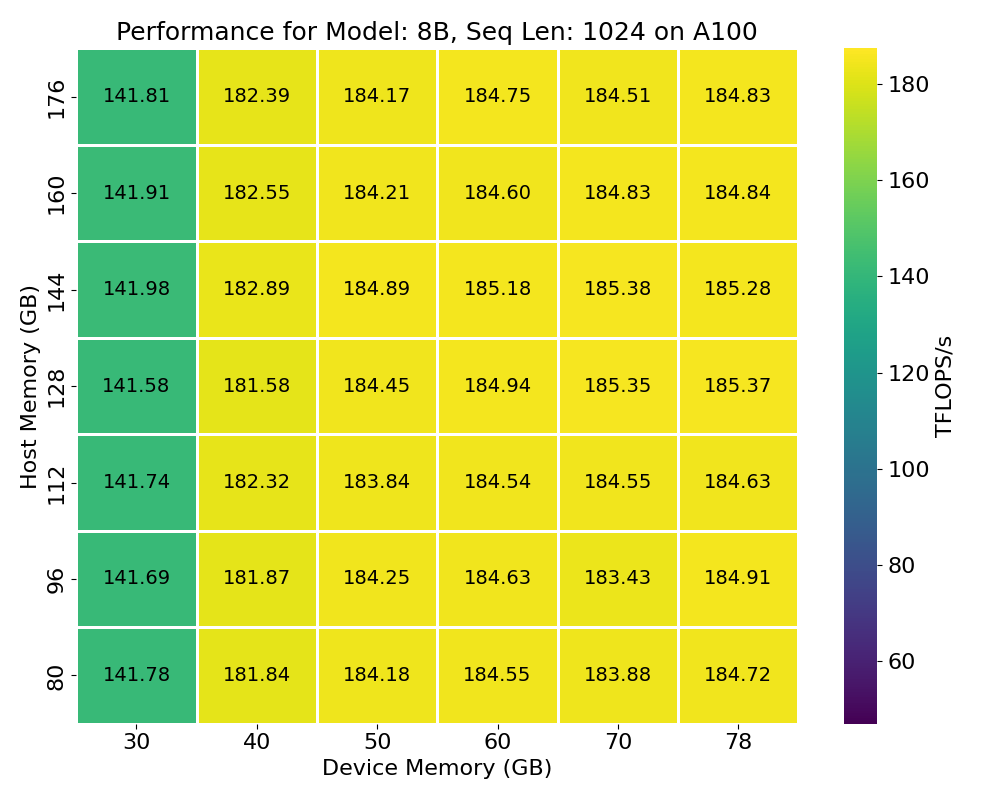 Performance for Model: 8B, Seq Len: 1024 on A100
176 141.81 182.39 184.17 184.75 184.51 184.83
160 141.91 182.55 184.21 184.60 184.83 184.84
144 141.98 182.89 184.89 185.18 185.38 185.28
128 141.58 181.58 184.45 184.94 185.35 185.37
112 141.74 182.32 183.84 184.54 184.55 184.63
96 141.69 181.87 184.25 184.63 183.43 184.91
80 141.78 181.84 184.18 184.55 183.88 184.72
30 40 50 60 70 78
Device Memory (GB)
Host Memory (GB)
180
160
140
120
100
80
60
TFLOPS/s